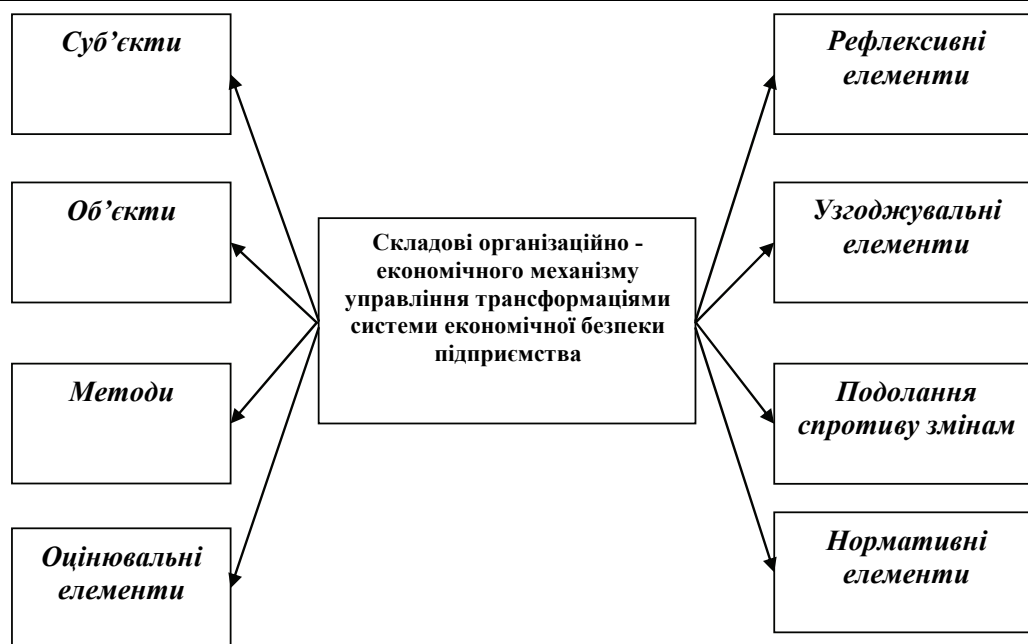 Суб’єкти
Об’єкти
Методи
Оцінювальні
елементи
Складові організаційно -
економічного механізму
управління трансформаціями
системи економічної безпеки
підприємства
Рефлексивні
елементи
Узгоджувальні
елементи
Подолання
спротиву змінам
Нормативні
елементи